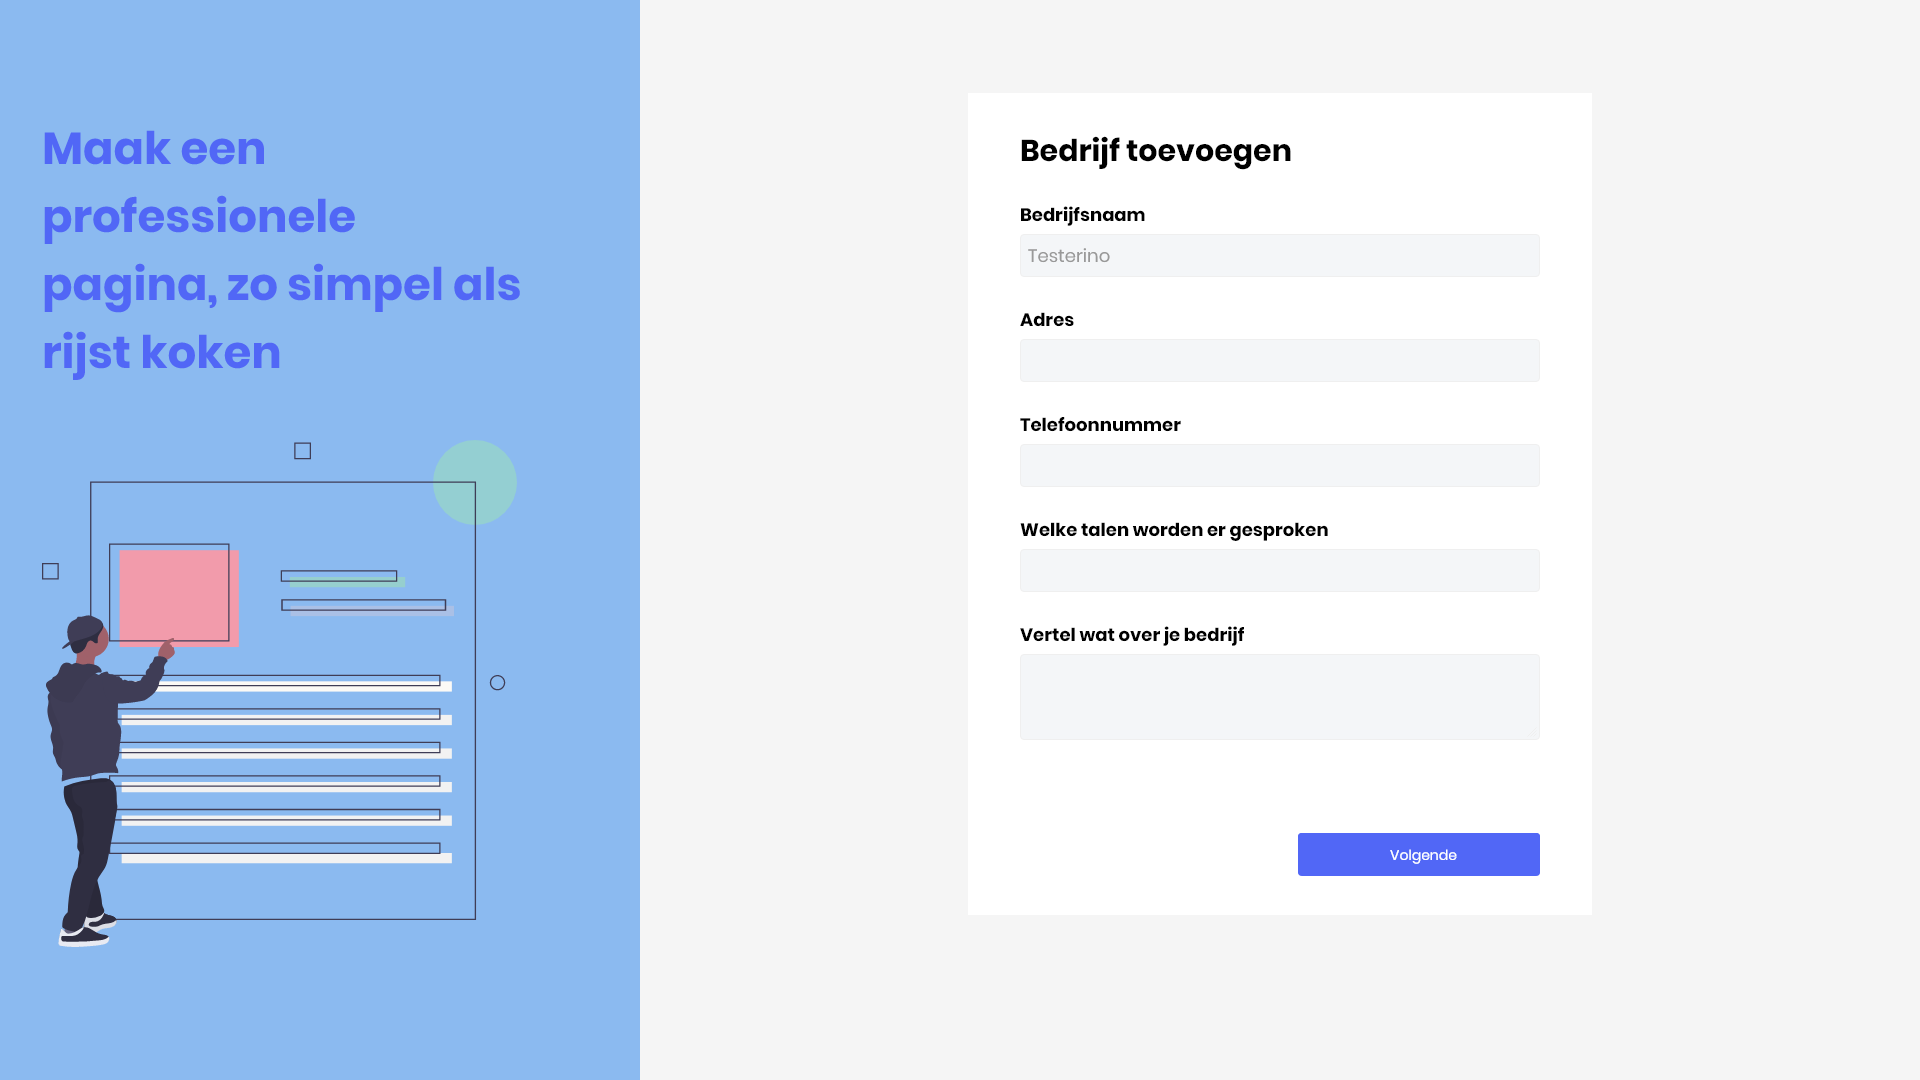 Maak een
professionele
pagina, zo simpel als
rijst koken
Bedrijf toevoegen
Bedrijfsnaam
Testerino
Adres
Telefoonnummer
Welke talen worden er gesproken
Vertel wat over je bedrijf
Volgende